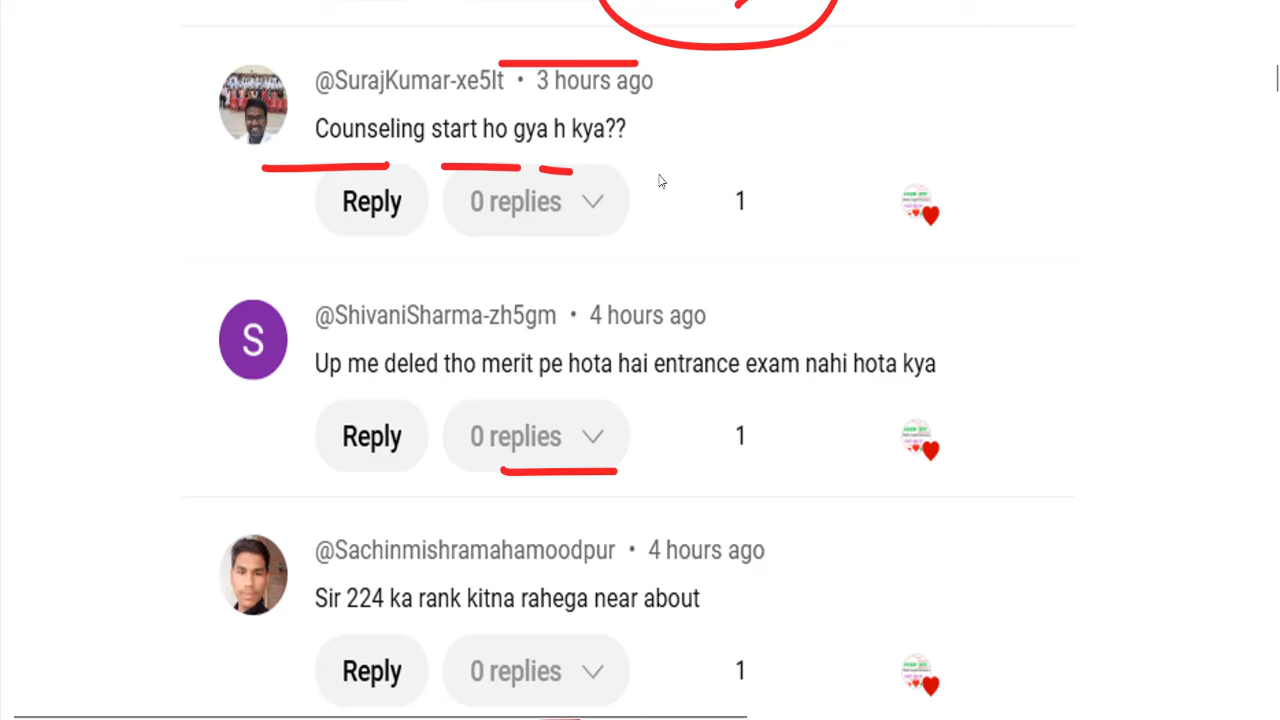 @SurajKumar-xe5lt • 3 hours ago
Counseling start ho gya h kya??
Reply 0 replies 1
S
@ShivaniSharma-zh5gm • 4 hours ago
Up me deled tho merit pe hota hai entrance exam nahi hota kya
Reply 0 replies 1
@Sachinmishramahamoodpur • 4 hours ago
Sir 224 ka rank kitna rahega near about
Reply 0 replies 1